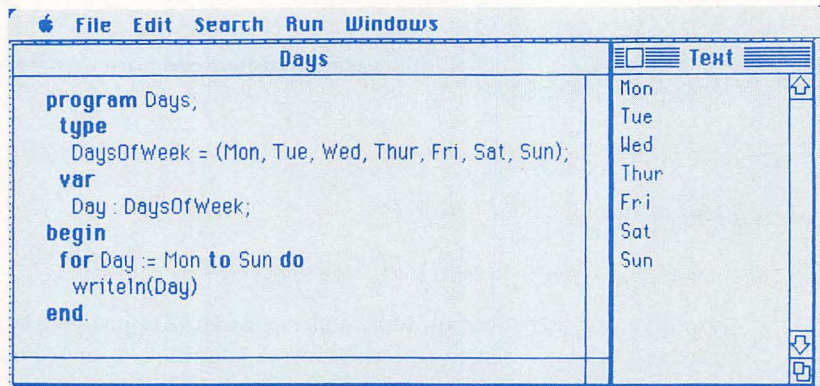 File Edit Search Run Windows
Days
program Days;
type
DaysOfWeek = (Mon, Tue, Wed, Thur, Fri, Sat, Sun);
var
Day : DaysOfWeek;
begin
for Day := Mon to Sun do
writeln(Day)
end.
Text
Mon
Tue
Wed
Thur
Fri
Sat
Sun